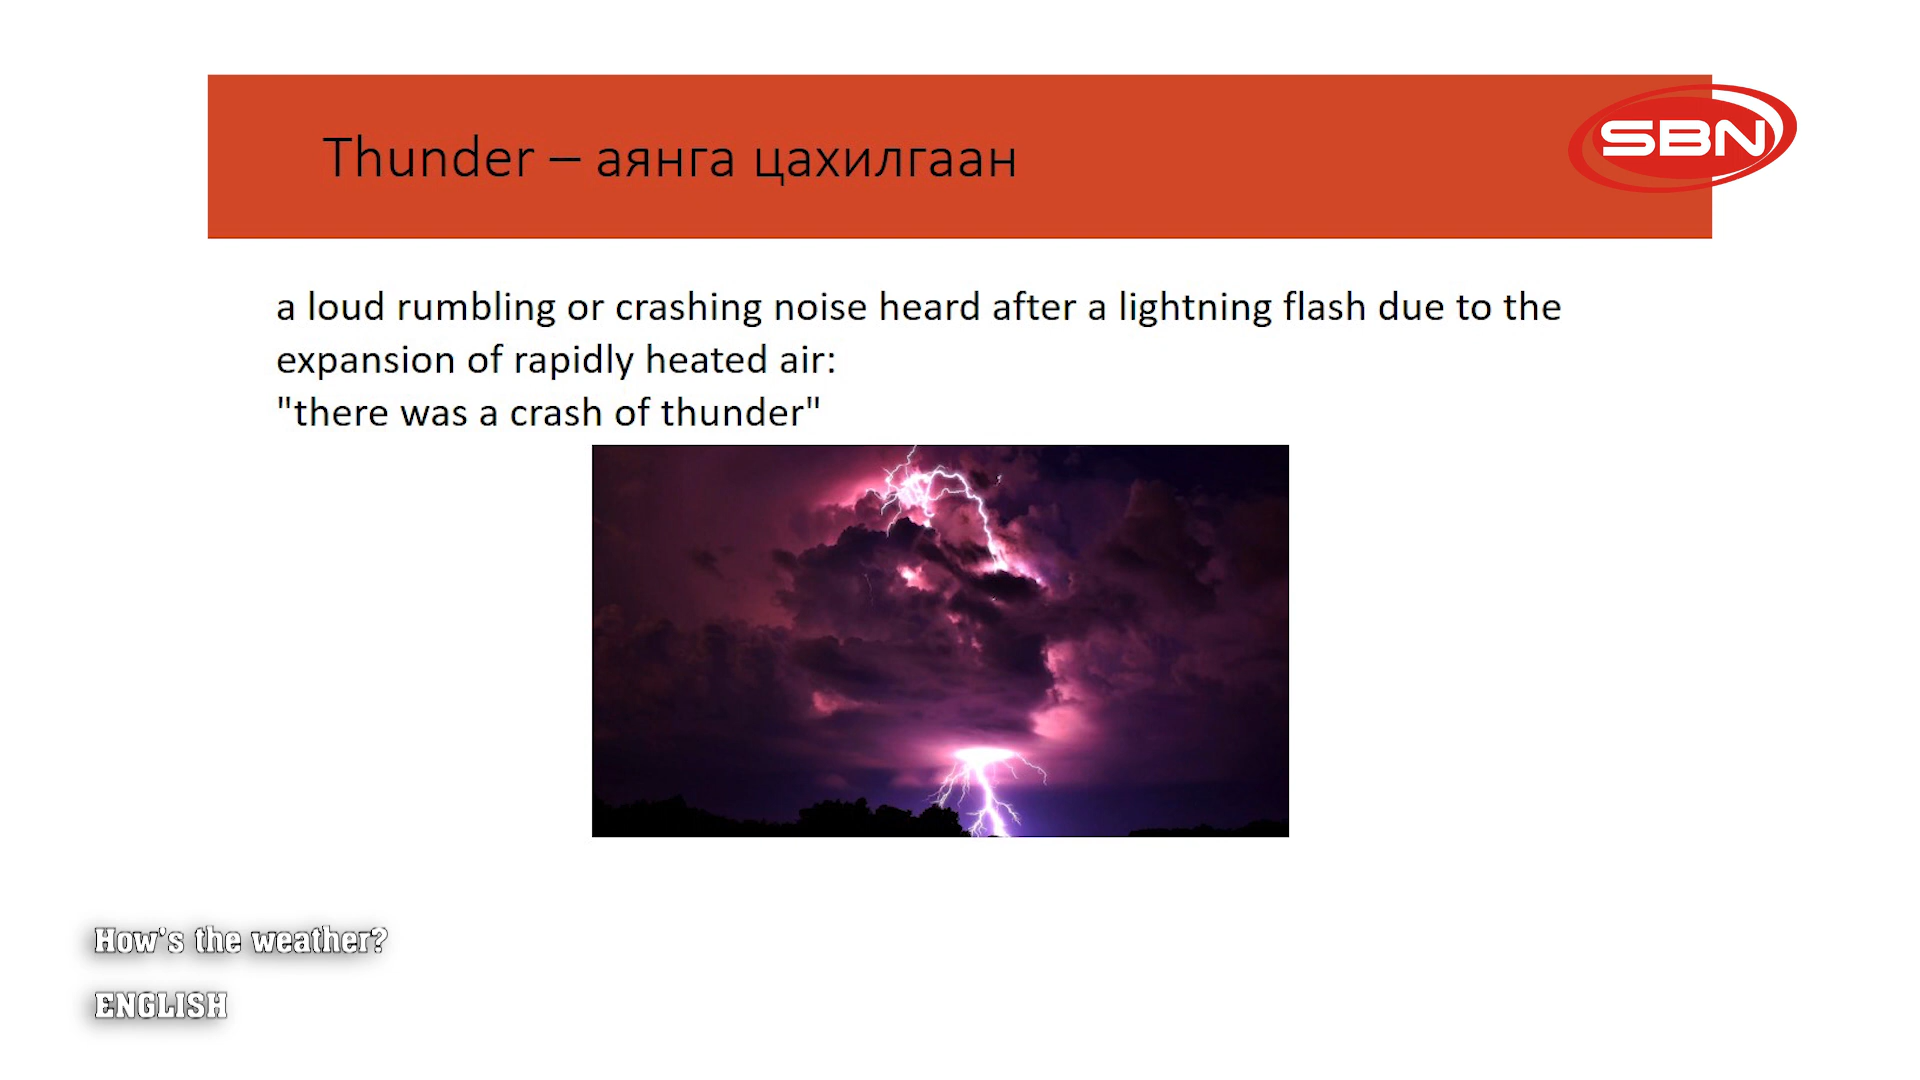 Thunder – аянга цахилгаан
SBN
a loud rumbling or crashing noise heard after a lightning flash due to the
expansion of rapidly heated air:
"there was a crash of thunder"
How's the weather?
ENGLISH